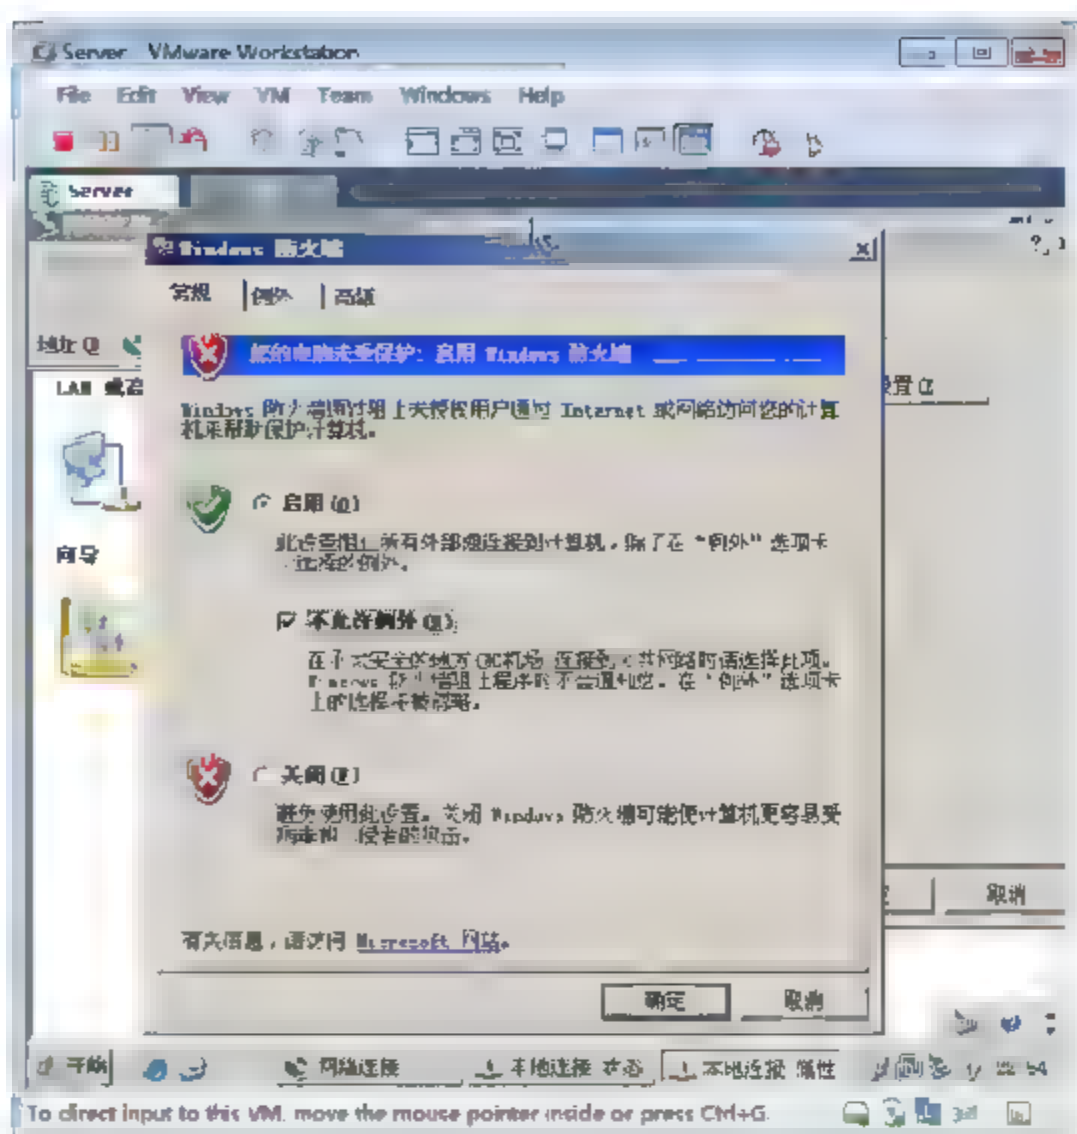 Server VMware Workstation
File Edit View VM Team Windows Help
Server
Windows 防火墙
常规 例外 高级
地址(D)
您的电脑未受保护: 启用 Windows 防火墙
LAN 或高
设置
Windows 防火墙通过阻止未授权用户通过 Internet 或网络访问您的计算
机来帮助保护计算机。
启用(O)
此设置阻止所有外部源连接到计算机，除了在“例外”选项卡
选择的例外。
向导
不允许例外(D)
在不太安全的地方(如机场)连接到公共网络时请选择此项。
Windows 防火墙阻止程序时不会通知您。在“例外”选项卡
上的选择将被忽略。
关闭(F)
避免使用此设置。关闭 Windows 防火墙可能使计算机更容易受
病毒和入侵者的攻击。
取消
有关信息，请访问 Microsoft 网站。
确定 取消
开始 网络连接 本地连接 状态 本地连接 属性
To direct input to this VM, move the mouse pointer inside or press Ctrl+G.